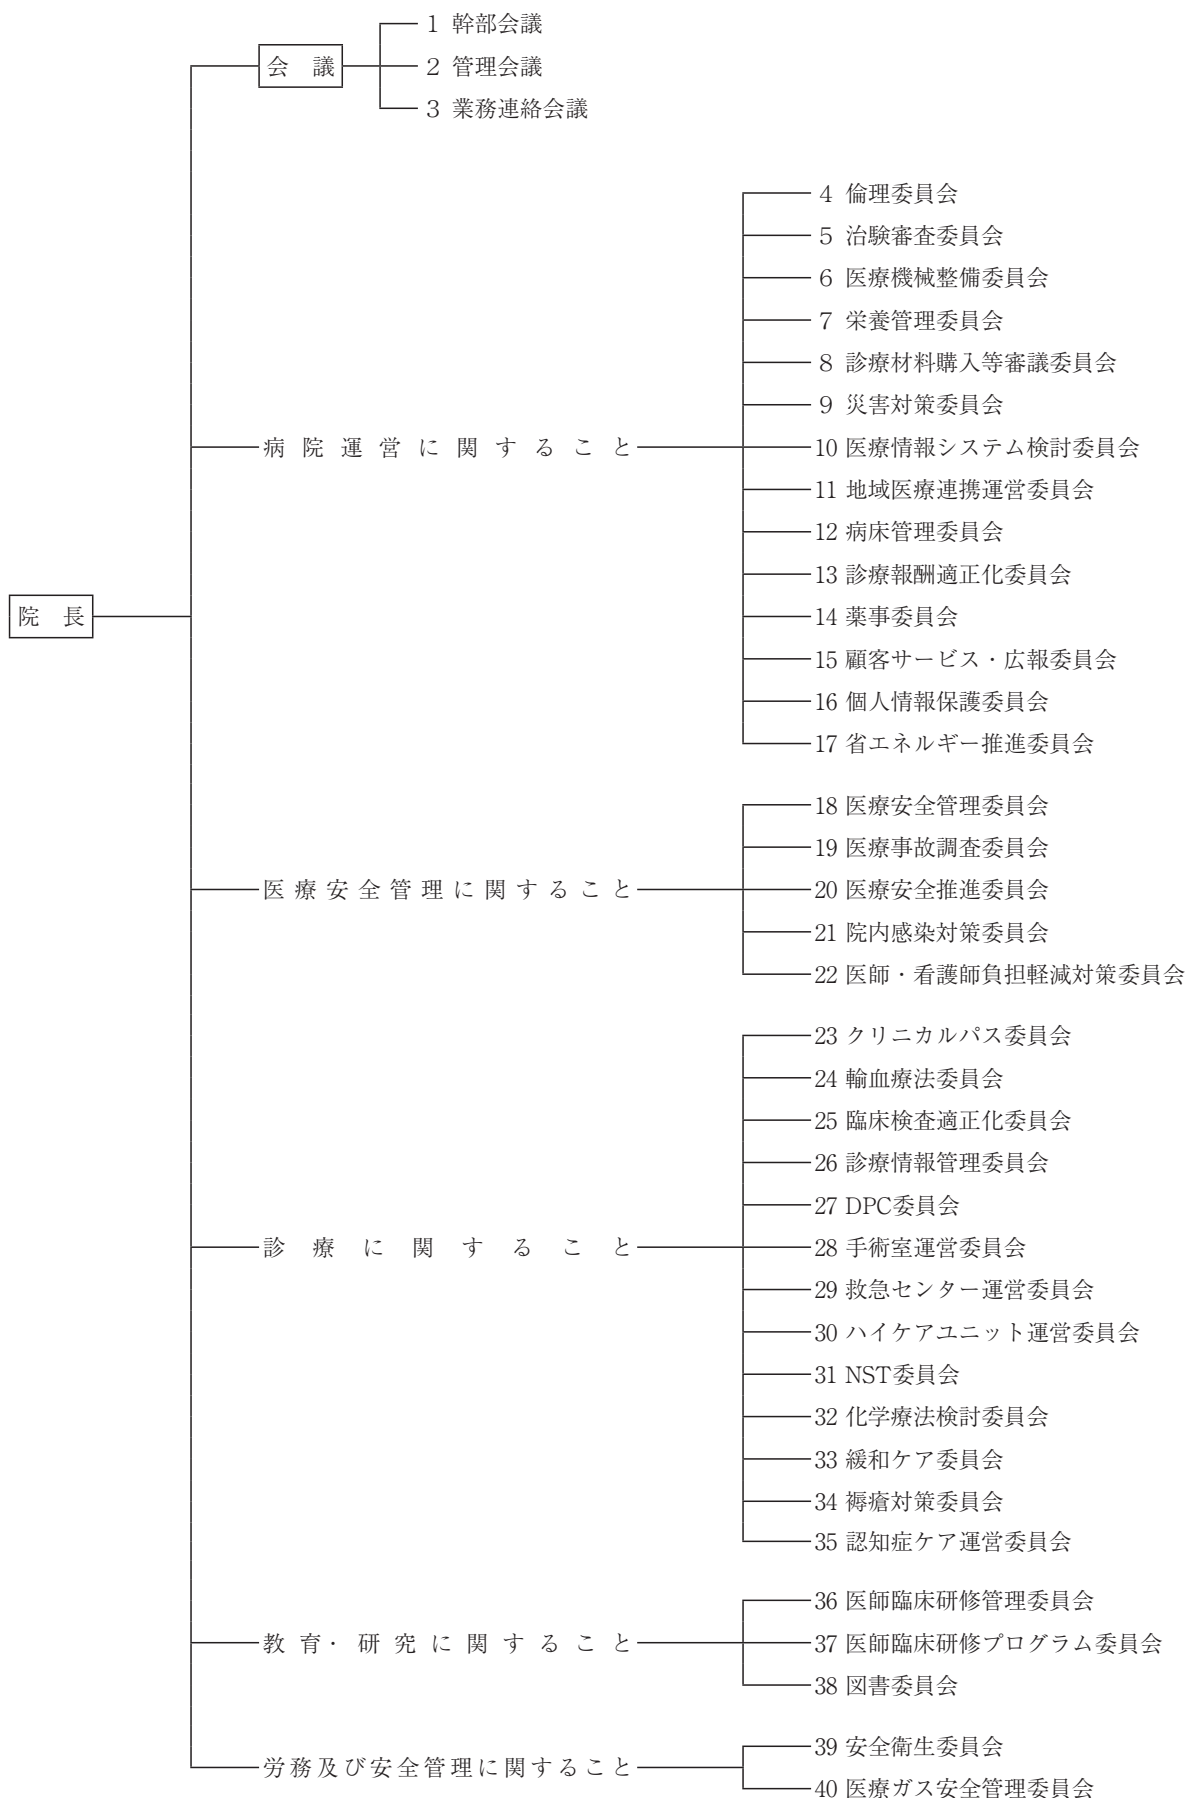 会　議
1 幹部会議
2 管理会議
3 業務連絡会議
病院運営に関すること
4 倫理委員会
5 治験審査委員会
6 医療機械整備委員会
7 栄養管理委員会
8 診療材料購入等審議委員会
9 災害対策委員会
10 医療情報システム検討委員会
11 地域医療連携運営委員会
12 病床管理委員会
13 診療報酬適正化委員会
14 薬事委員会
15 顧客サービス・広報委員会
16 個人情報保護委員会
17 省エネルギー推進委員会
院　長
医療安全管理に関すること
18 医療安全管理委員会
19 医療事故調査委員会
20 医療安全推進委員会
21 院内感染対策委員会
22 医師・看護師負担軽減対策委員会
診療に関すること
23 クリニカルパス委員会
24 輸血療法委員会
25 臨床検査適正化委員会
26 診療情報管理委員会
27 DPC委員会
28 手術室運営委員会
29 救急センター運営委員会
30 ハイケアユニット運営委員会
31 NST委員会
32 化学療法検討委員会
33 緩和ケア委員会
34 褥瘡対策委員会
35 認知症ケア運営委員会
教育・研究に関すること
36 医師臨床研修管理委員会
37 医師臨床研修プログラム委員会
38 図書委員会
労務及び安全管理に関すること
39 安全衛生委員会
40 医療ガス安全管理委員会